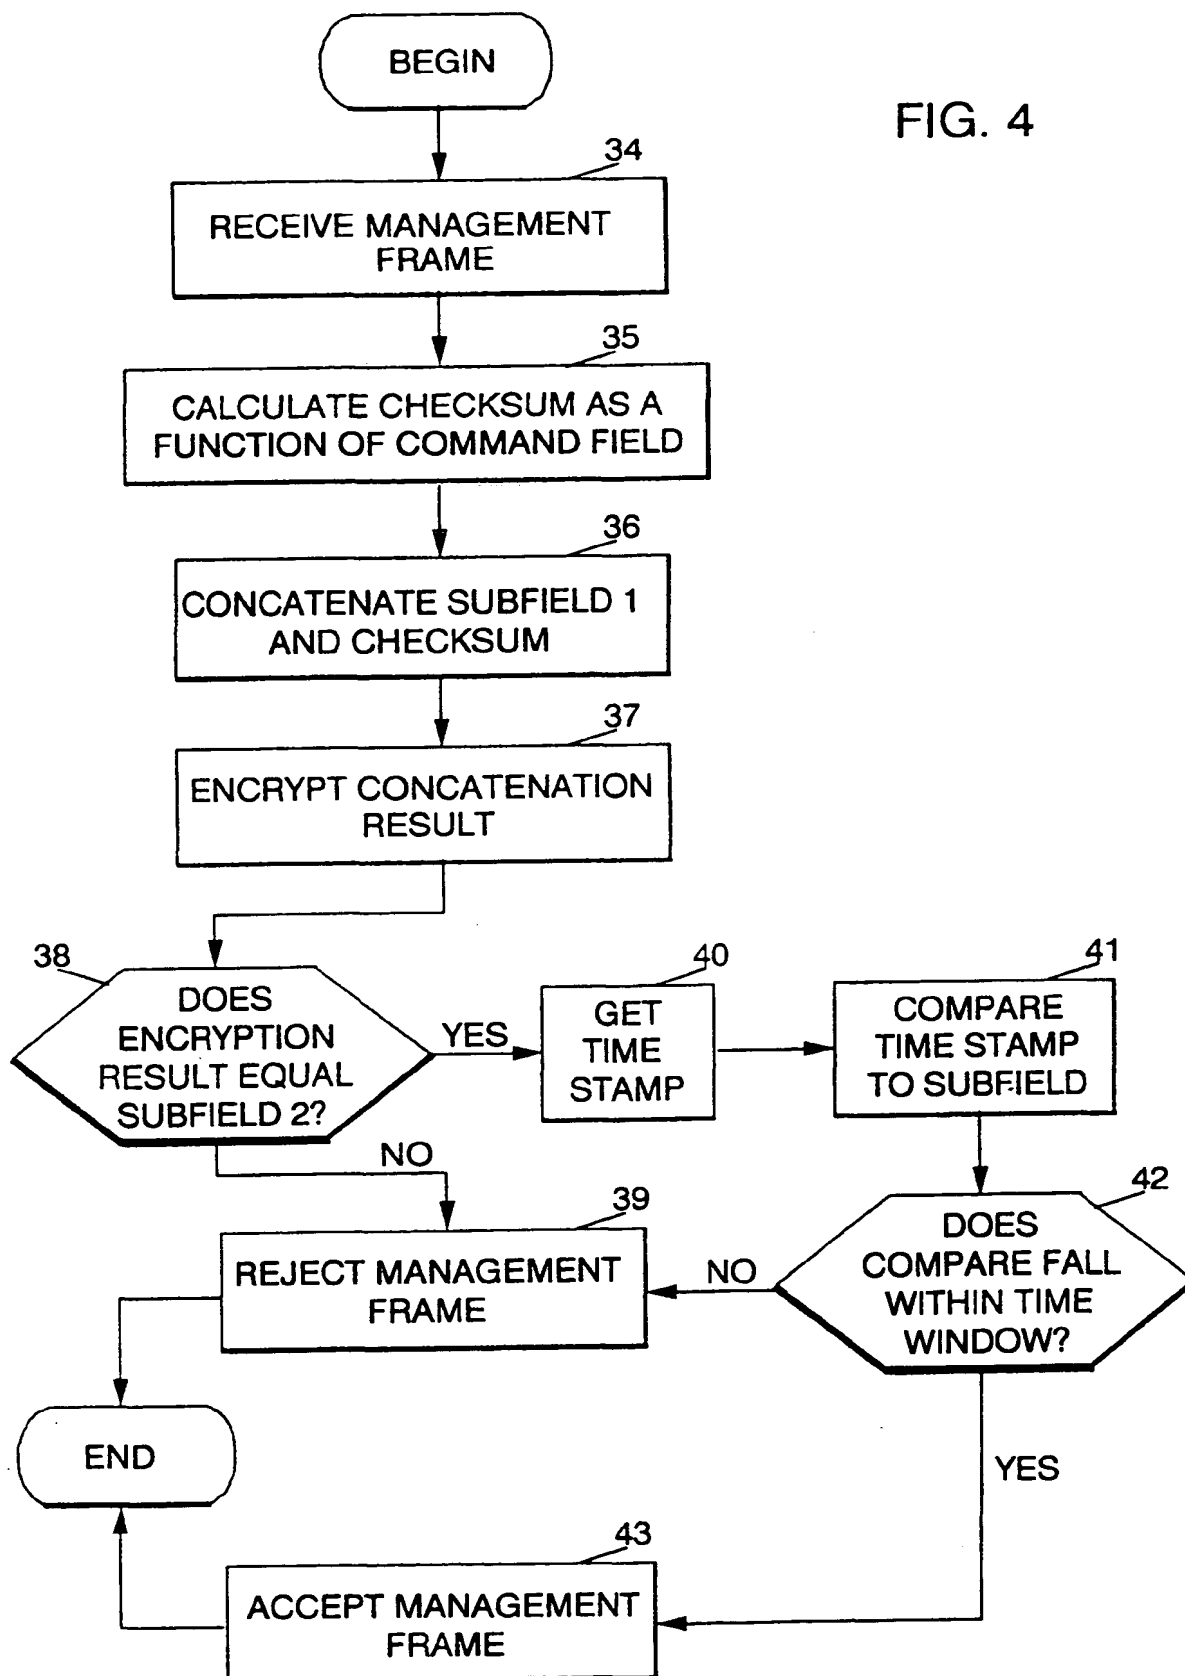 BEGIN
FIG. 4
34
RECEIVE MANAGEMENT
FRAME
35
CALCULATE CHECKSUM AS A
FUNCTION OF COMMAND FIELD
36
CONCATENATE SUBFIELD 1
AND CHECKSUM
37
ENCRYPT CONCATENATION
RESULT
38
DOES
ENCRYPTION
RESULT EQUAL
SUBFIELD 2?
YES
40
GET
TIME
STAMP
41
COMPARE
TIME STAMP
TO SUBFIELD
NO
39
REJECT MANAGEMENT
FRAME
NO
42
DOES
COMPARE FALL
WITHIN TIME
WINDOW?
END
YES
43
ACCEPT MANAGEMENT
FRAME